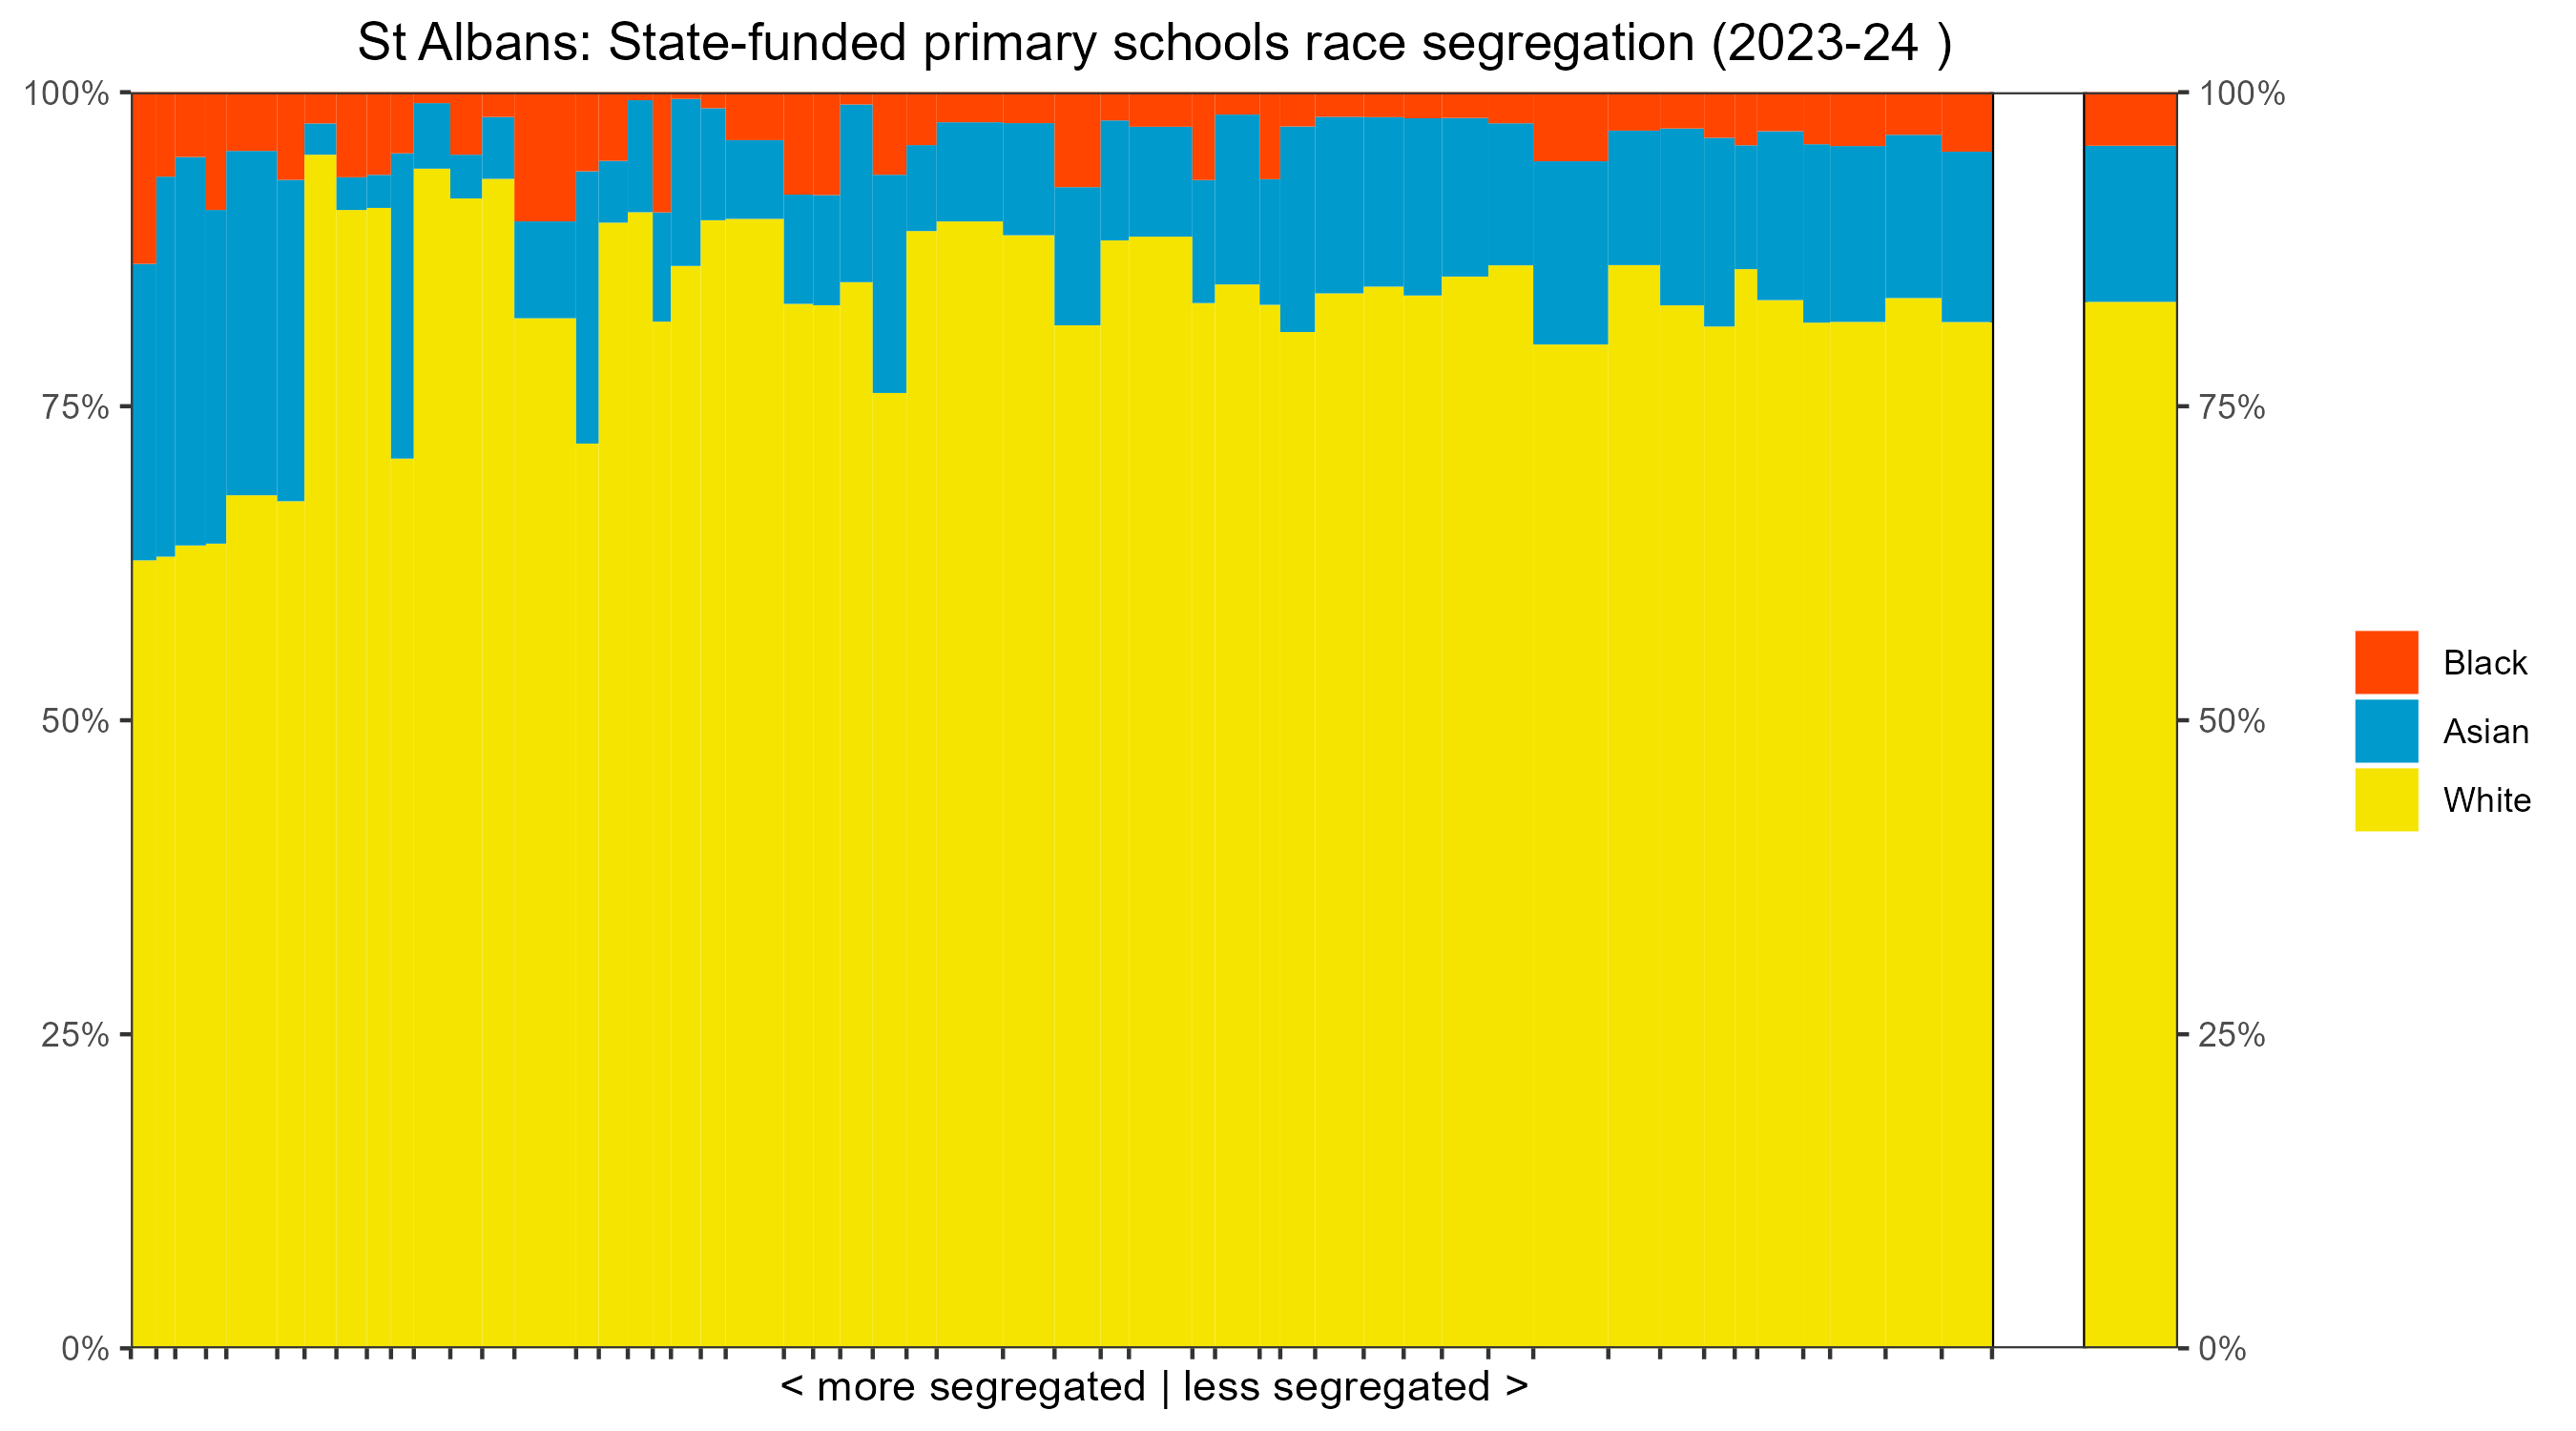 St Albans: State-funded primary schools race segregation (2023-24 )
100%
75%
50%
25%
0%
100%
75%
50%
25%
0%
Black
Asian
White
< more segregated | less segregated >